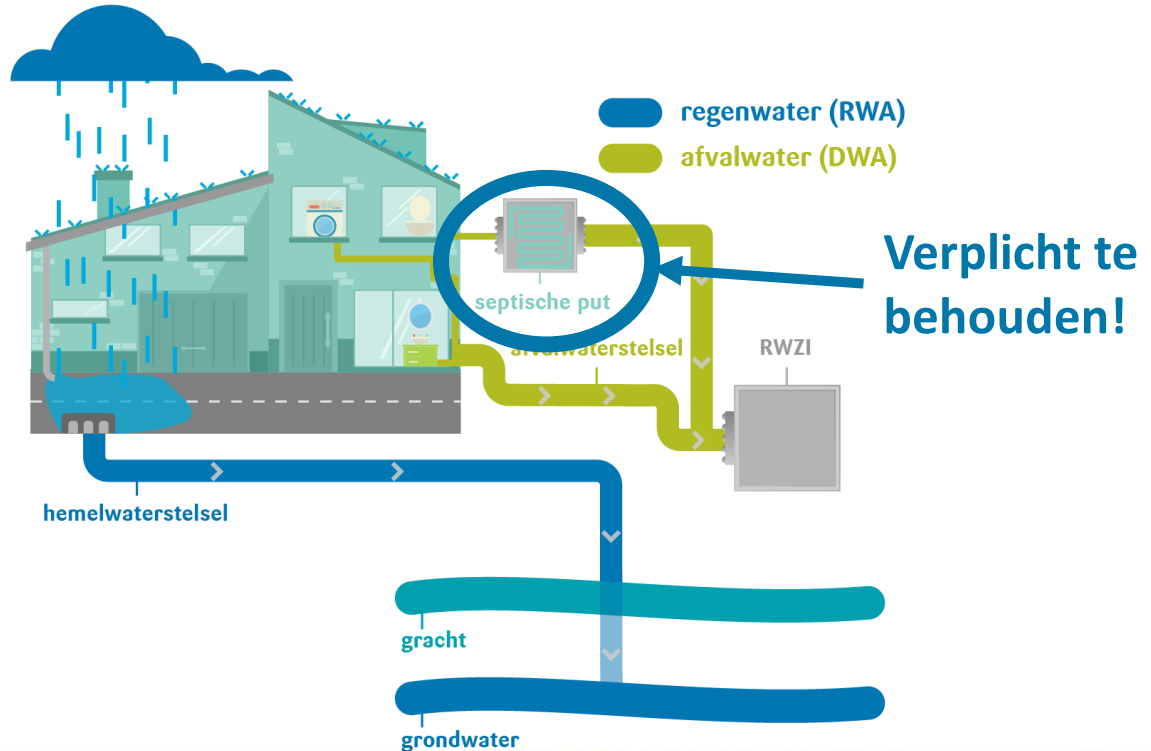 regenwater (RWA)
afvalwater (DWA)
Verplicht te
behouden!
septische put
afvalwaterstelsel
RWZI
hemelwaterstelsel
gracht
grondwater